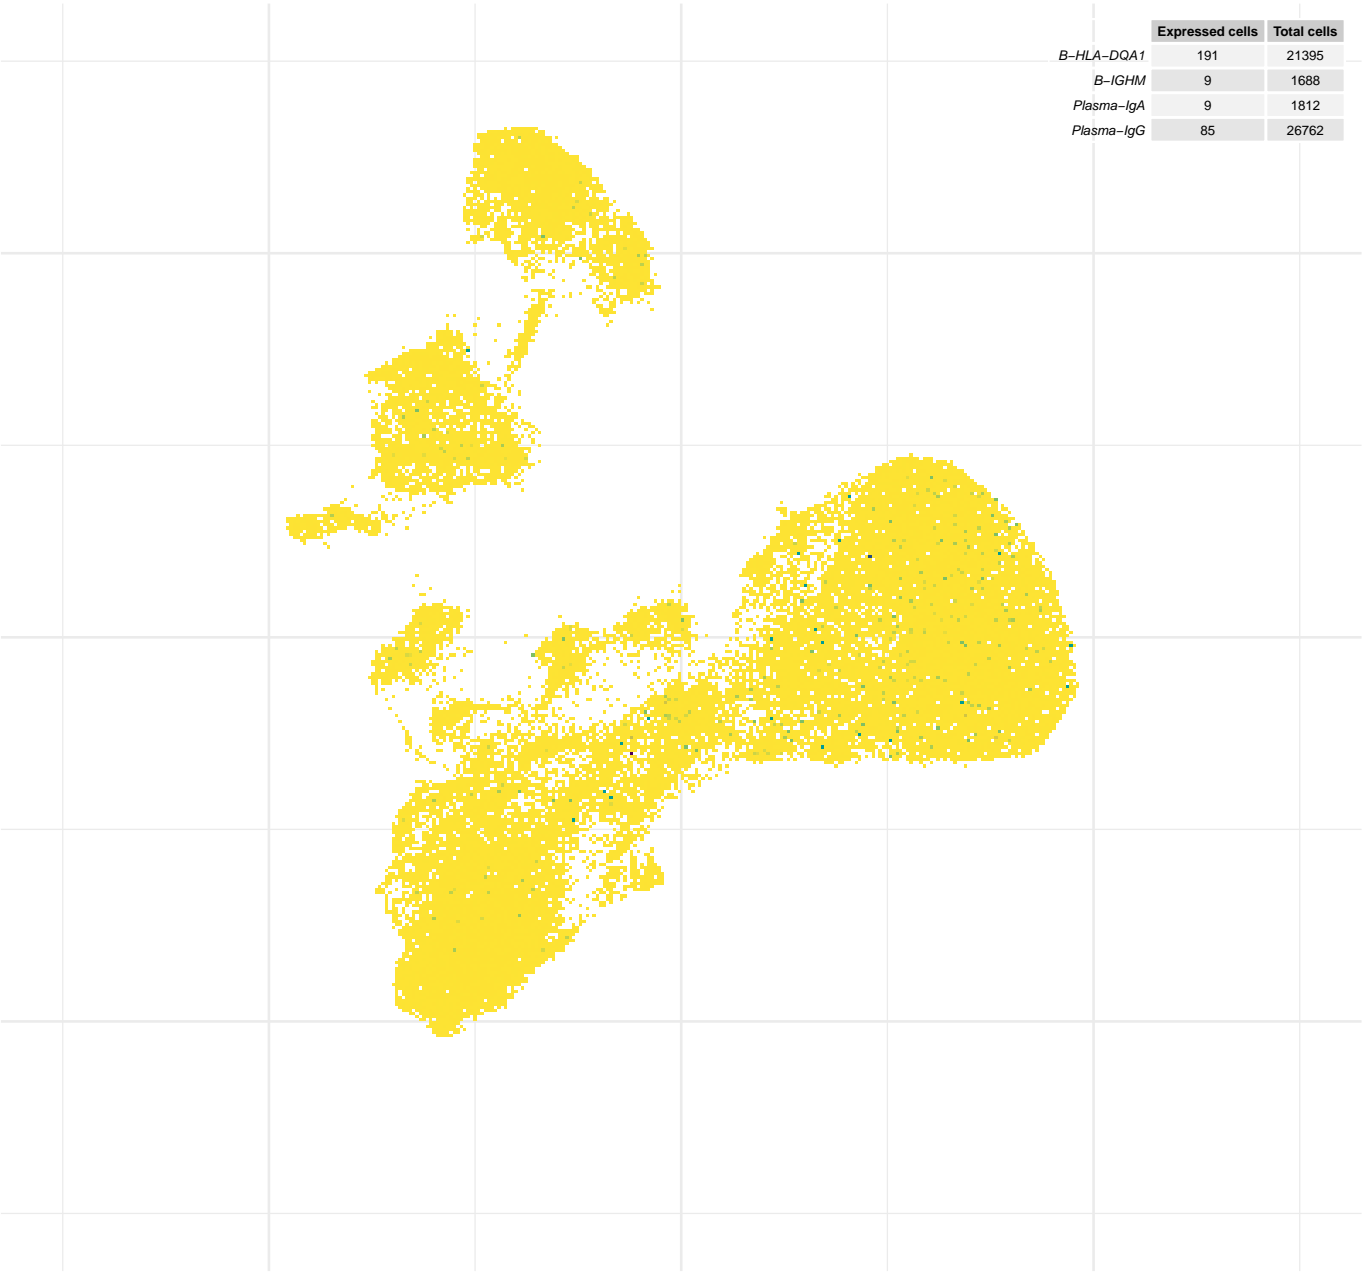 Expressed cells Total cells
B−HLA−DQA1 191 21395
B−IGHM 9 1688
Plasma−IgA 9 1812
Plasma−IgG 85 26762